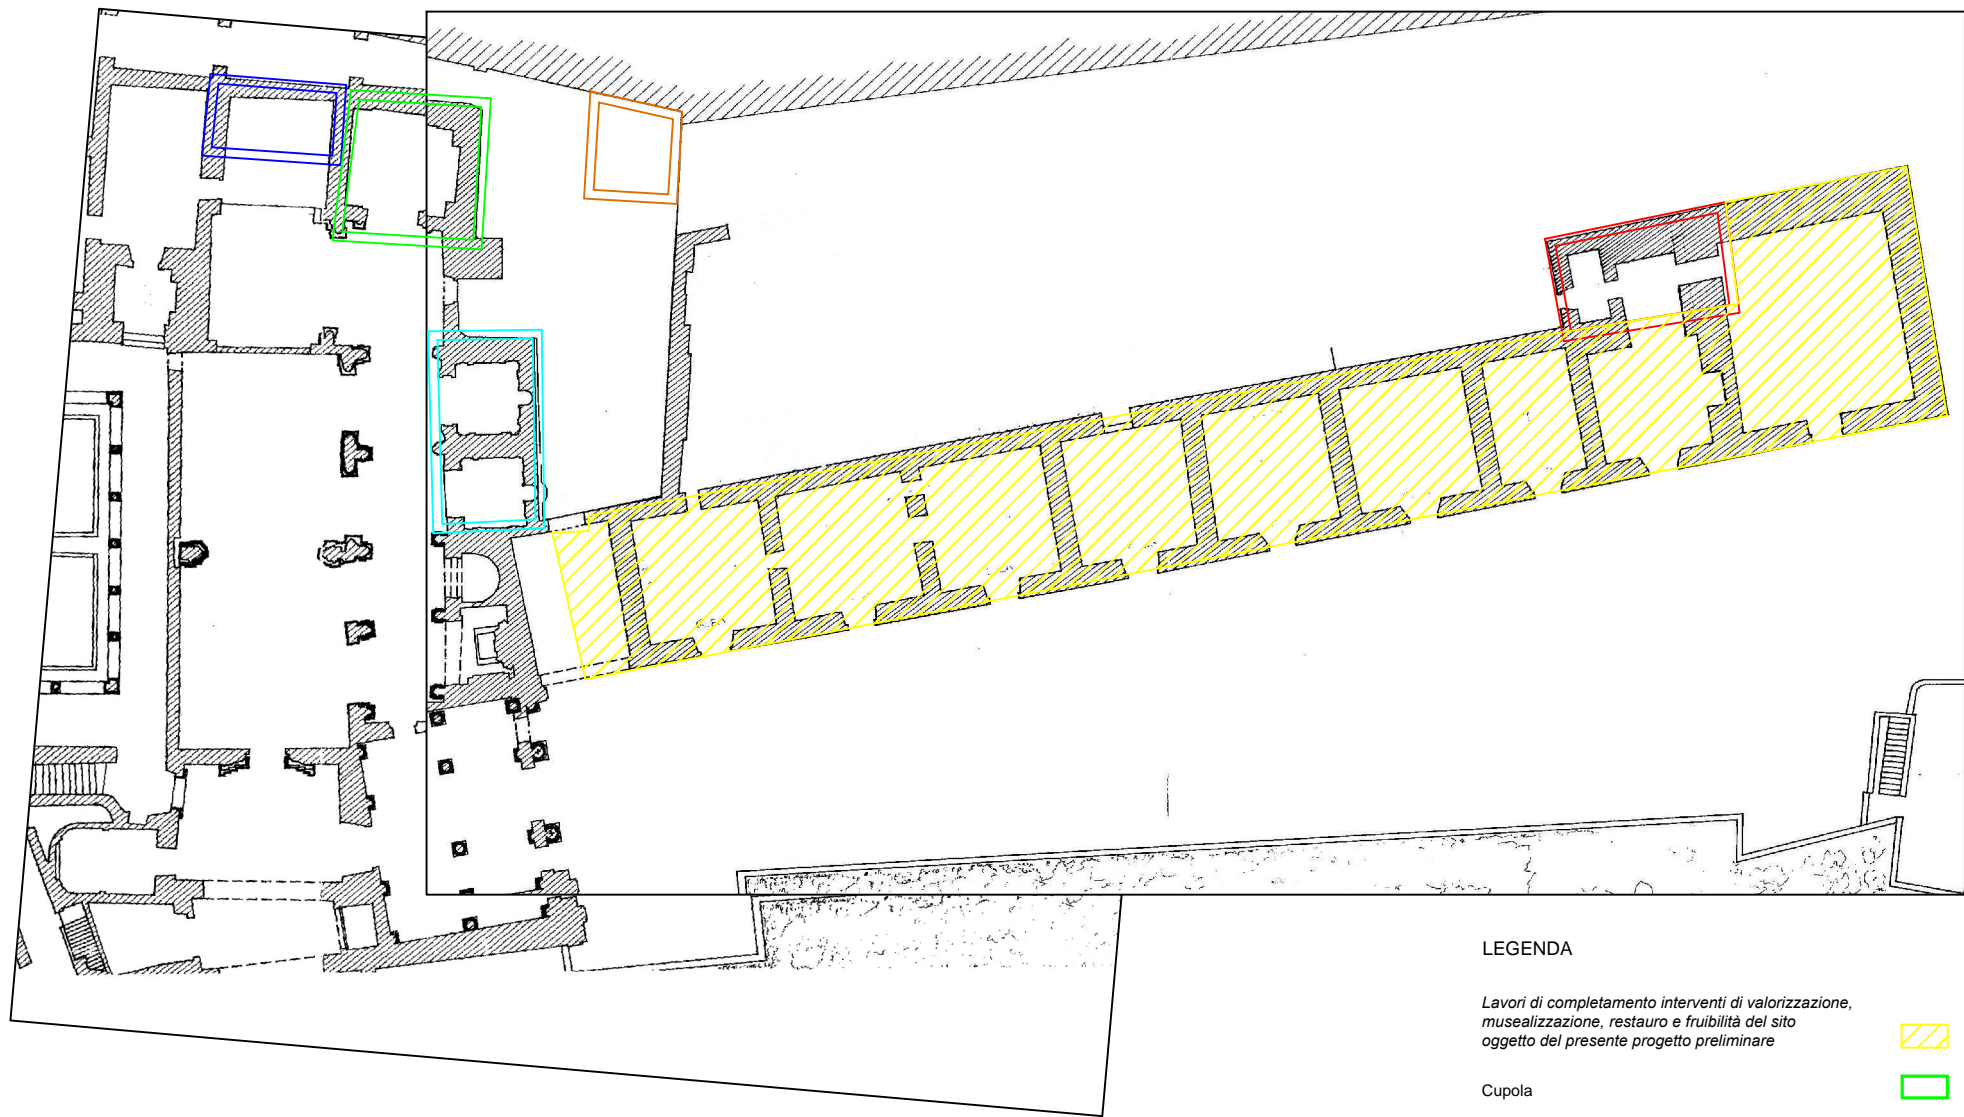 LEGENDA
Lavori di completamento interventi di valorizzazione,
musealizzazione, restauro e fruibilità del sito
oggetto del presente progetto preliminare
Cupola